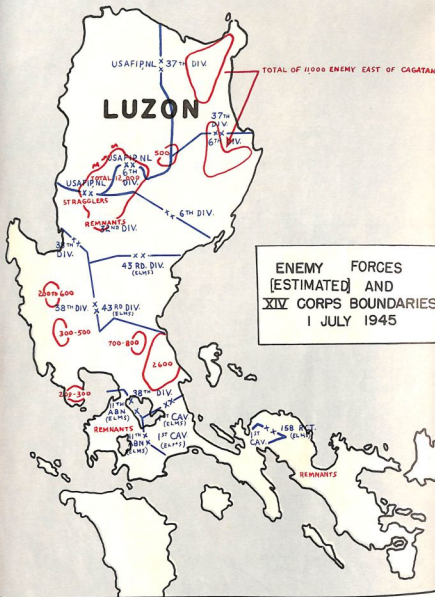 USAFIP,NL 37TH DIV.
TOTAL OF 11,000 ENEMY EAST OF CAGATAN
LUZON
37TH
DIV.
6TH DIV.
500
USAFIP,NL
6TH
DIV.
TOTAL 12,000
USAFIP,NL
STRAGGLERS
REMNANTS
32ND DIV.
6TH DIV.
38TH
DIV.
43 RD. DIV.
(ELMS)
ENEMY FORCES
[ESTIMATED] AND
XIV CORPS BOUNDARIES
1 JULY 1945
200 TO 600
38TH DIV.
43RD DIV.
(ELMS)
300-500
700-800
2600
200-300
38TH DIV.
11TH
ABN
(ELMS)
1ST CAV.
(ELMS)
REMNANTS
11TH
ABN
(ELMS)
1ST CAV
(ELMS)
1ST
CAV.
158 RCT.
(ELMS)
REMNANTS